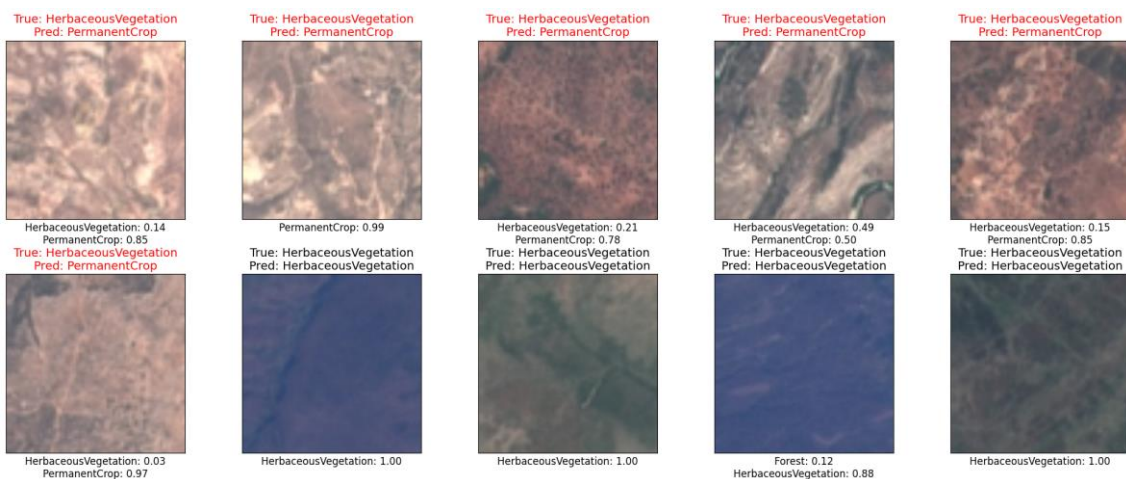 True: HerbaceousVegetation
Pred: PermanentCrop
True: HerbaceousVegetation
Pred: PermanentCrop
True: HerbaceousVegetation
Pred: PermanentCrop
True: HerbaceousVegetation
Pred: PermanentCrop
True: HerbaceousVegetation
Pred: PermanentCrop
HerbaceousVegetation: 0.14
PermanentCrop: 0.85
PermanentCrop: 0.99
HerbaceousVegetation: 0.21
PermanentCrop: 0.78
HerbaceousVegetation: 0.49
PermanentCrop: 0.50
HerbaceousVegetation: 0.15
PermanentCrop: 0.85
True: HerbaceousVegetation
Pred: PermanentCrop
True: HerbaceousVegetation
Pred: HerbaceousVegetation
True: HerbaceousVegetation
Pred: HerbaceousVegetation
True: HerbaceousVegetation
Pred: HerbaceousVegetation
True: HerbaceousVegetation
Pred: HerbaceousVegetation
HerbaceousVegetation: 0.03
PermanentCrop: 0.97
HerbaceousVegetation: 1.00
HerbaceousVegetation: 1.00
Forest: 0.12
HerbaceousVegetation: 0.88
HerbaceousVegetation: 1.00